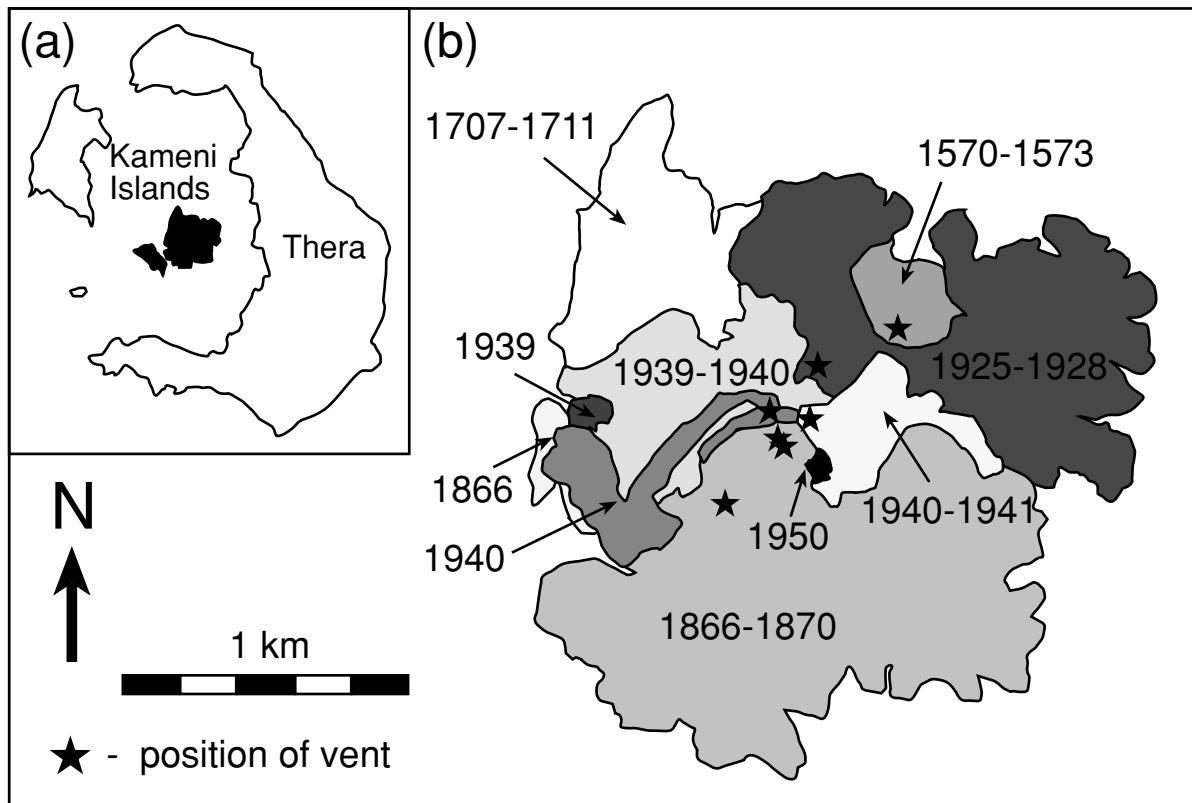 (a)
Kameni
Islands
Thera
N
1 km
- position of vent
(b)
1707-1711
1570-1573
1939
1939-1940
1925-1928
1866
1940
1950
1940-1941
1866-1870